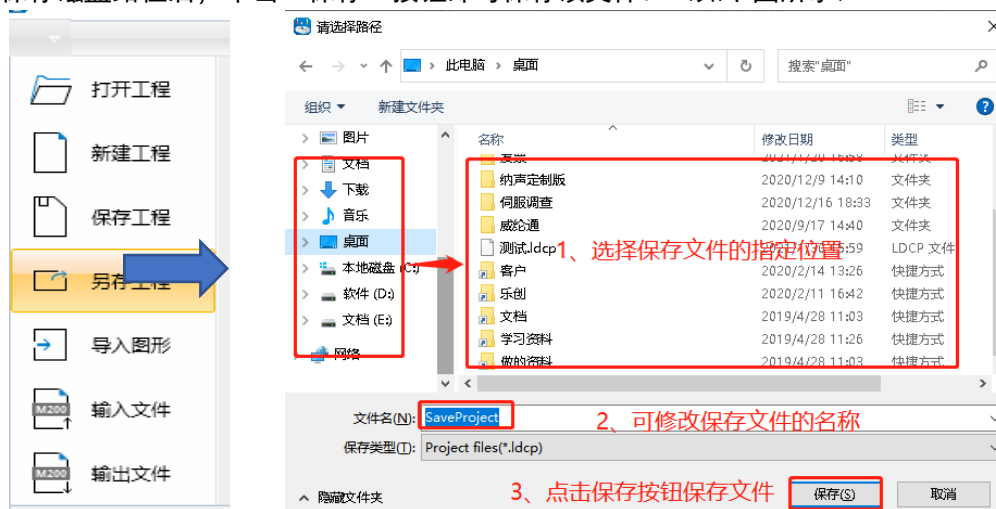 请选择路径
此电脑 > 桌面
搜索"桌面"
组织 新建文件夹
打开工程
新建工程
保存工程
另存工程
导入图形
M200 输入文件
M200 输出文件
图片
文档
下载
音乐
桌面
本地磁盘 (C:)
软件 (D:)
文档 (E:)
网络
名称 修改日期 类型
纳声定制版 2020/12/9 14:10 文件夹
伺服调查 2020/12/16 18:33 文件夹
威纶通 2020/9/17 14:40 文件夹
测试.ldcp :59 LDCP 文件
1、选择保存文件的指定位置
客户 2020/2/14 13:26 快捷方式
乐创 2020/2/11 16:42 快捷方式
文档 2019/4/28 11:03 快捷方式
学习资料 2019/4/28 11:26 快捷方式
做的资料 2019/4/28 11:03 快捷方式
文件名(N): SaveProject
2、可修改保存文件的名称
保存类型(T): Project files(*.ldcp)
隐藏文件夹
3、点击保存按钮保存文件
保存(S) 取消